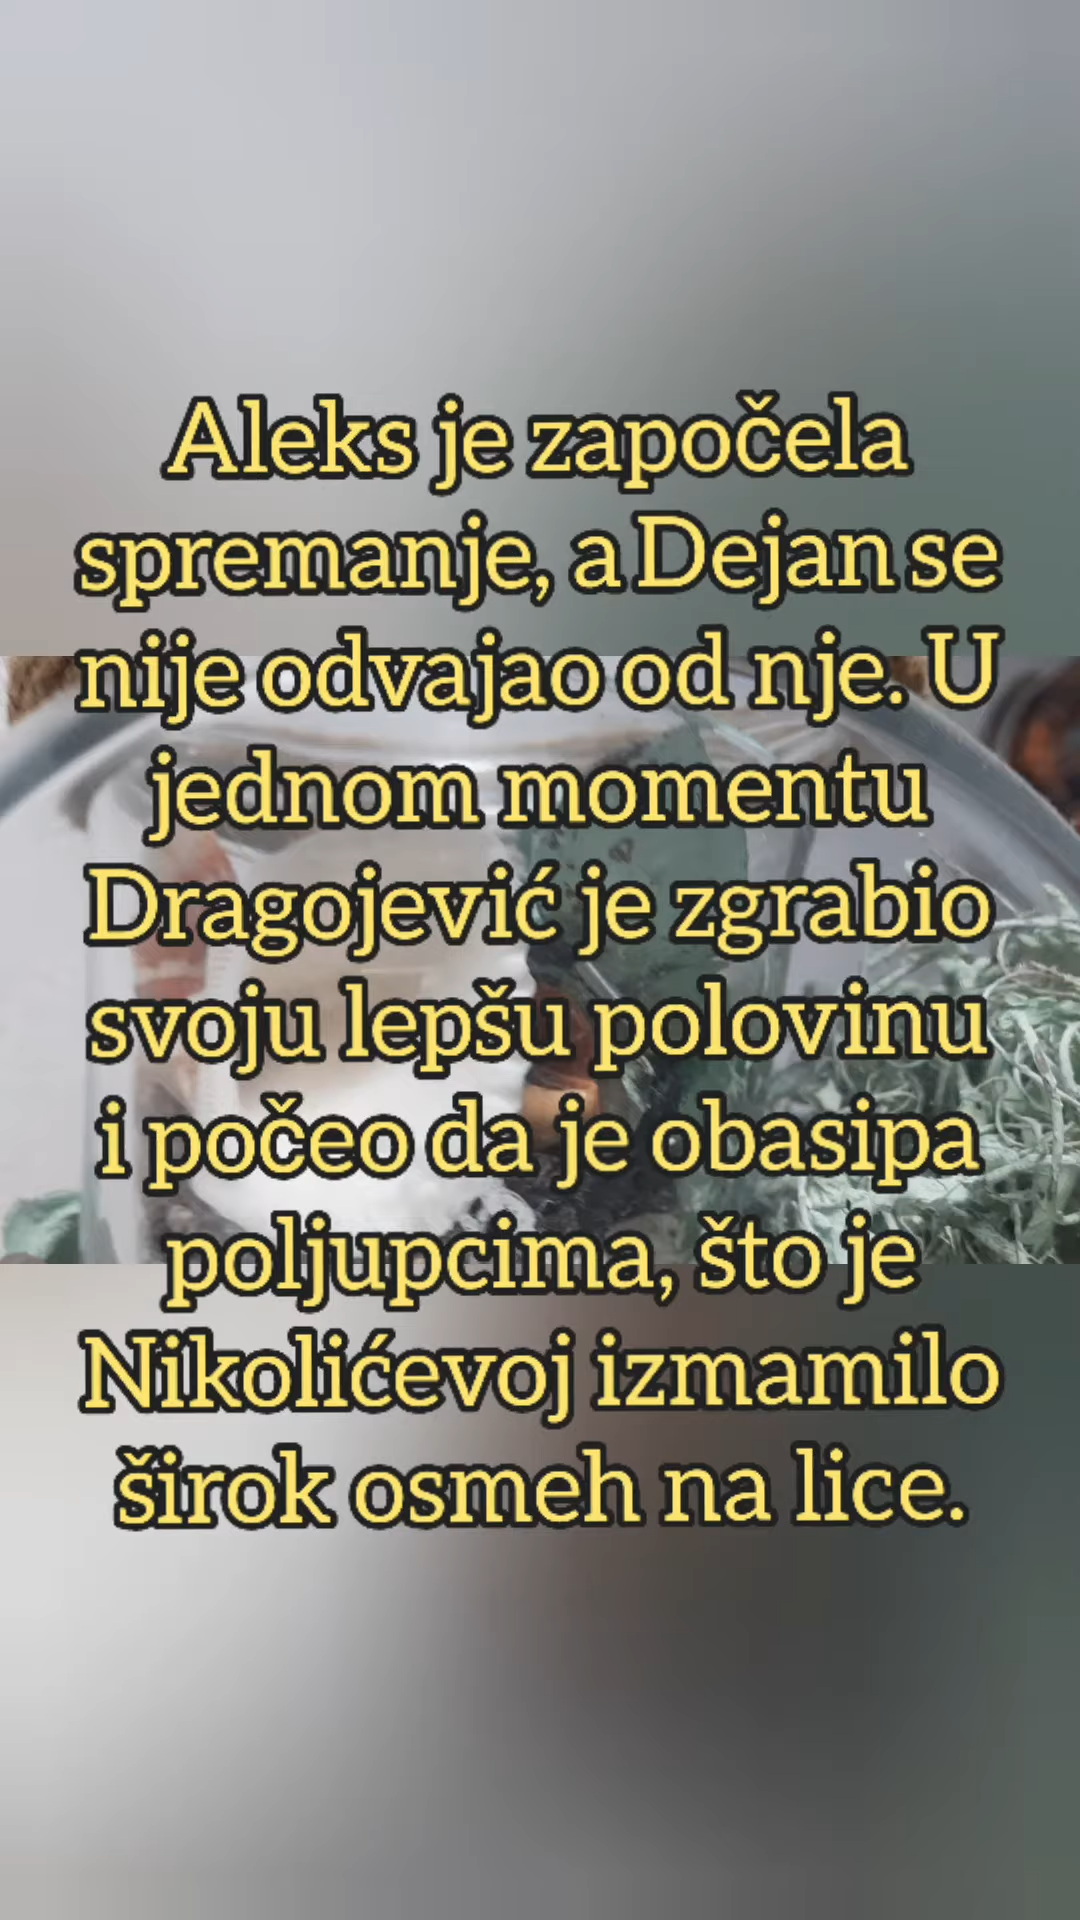 Aleks je započela
spremanje, a Dejan se
nije odvajao od nje. U
jednom momentu
Dragojević je zgrabio
svoju lepšu polovinu
i počeo da je obasipa
poljupcima, što je
Nikolićevoj izmamilo
širok osmeh na lice.